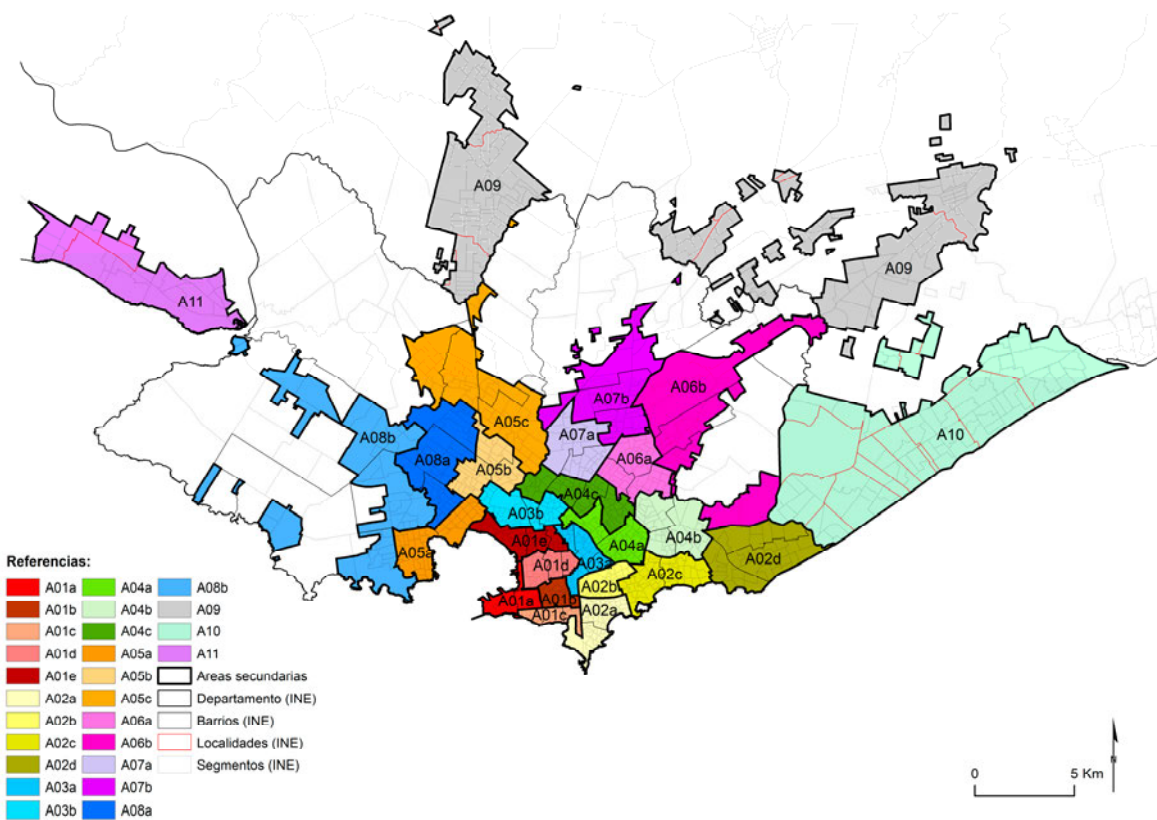 A09
A11
A09
A06b
A07b
A10
A05c
A08b
A07a
A06a
A08a
A05b
A04c
A03b
A01e
A04a
A04b
A05a
A01d
A03a
A02d
A02b
A02c
A01a
A01b
A02a
A01c
Referencias:
A01a A04a A08b
A01b A04b A09
A01c A04c A10
A01d A05a A11
A01e A05b Areas secundarias
A02a A05c Departamento (INE)
A02b A06a Barrios (INE)
A02c A06b Localidades (INE)
A02d A07a Segmentos (INE)
A03a A07b
A03b A08a
N
0 5 Km